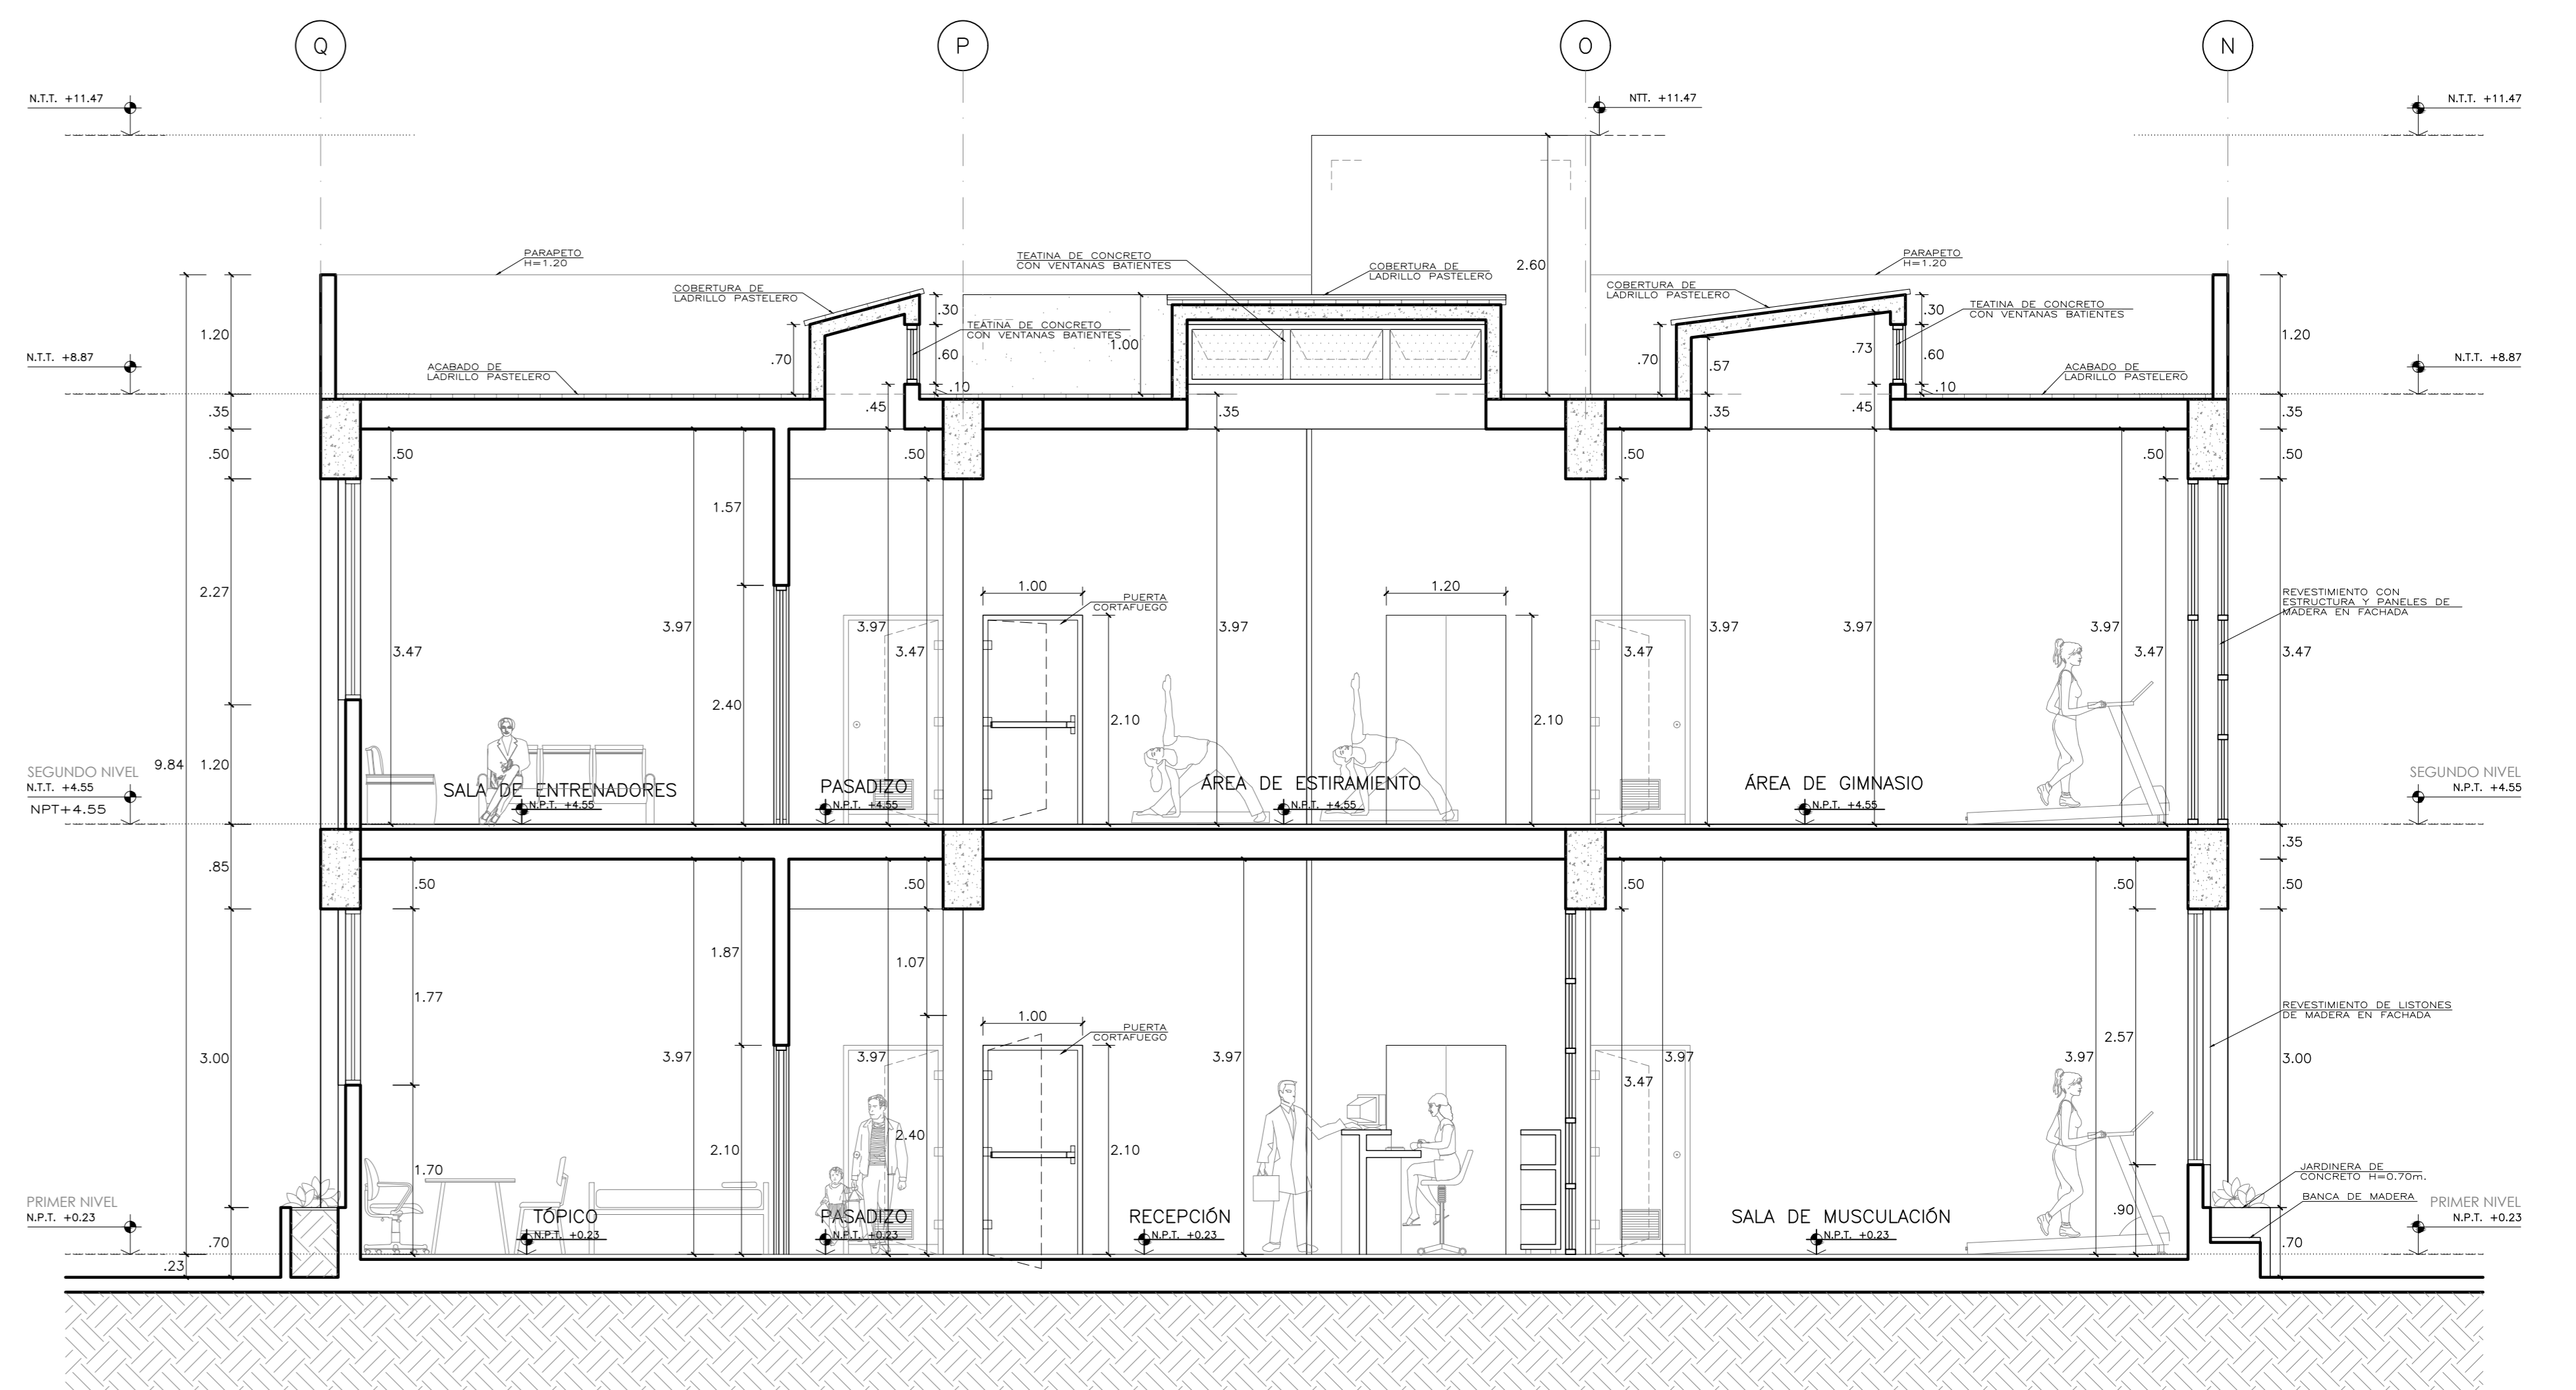 Q
P
O
N
N.T.T. +11.47
NTT. +11.47
N.T.T. +11.47
PARAPETO
H=1.20
TEATINA DE CONCRETO
CON VENTANAS BATIENTES
COBERTURA DE
LADRILLO PASTELERO
2.60
PARAPETO
H=1.20
COBERTURA DE
LADRILLO PASTELERO
COBERTURA DE
LADRILLO PASTELERO
TEATINA DE CONCRETO
CON VENTANAS BATIENTES
.30
TEATINA DE CONCRETO
CON VENTANAS BATIENTES
.30
1.20
1.00
1.20
N.T.T. +8.87
.70
.60
.70
.57
.73
.60
N.T.T. +8.87
ACABADO DE
LADRILLO PASTELERO
.10
.10
ACABADO DE
LADRILLO PASTELERO
.35
.45
.35
.35
.45
.35
.50
.50
.50
.50
.50
.50
1.57
2.27
1.00
PUERTA
CORTAFUEGO
1.20
REVESTIMIENTO CON
ESTRUCTURA Y PANELES DE
MADERA EN FACHADA
3.97
3.97
3.97
3.97
3.97
3.97
3.47
3.47
3.47
3.47
3.47
2.40
2.10
2.10
9.84
1.20
SEGUNDO NIVEL
N.T.T. +4.55
NPT+4.55
SALA DE ENTRENADORES
N.P.T. +4.55
PASADIZO
N.P.T. +4.55
ÁREA DE ESTIRAMIENTO
N.P.T. +4.55
ÁREA DE GIMNASIO
N.P.T. +4.55
SEGUNDO NIVEL
N.P.T. +4.55
.85
.35
.50
.50
.50
.50
.50
1.87
1.07
1.77
1.00
PUERTA
CORTAFUEGO
REVESTIMIENTO DE LISTONES
DE MADERA EN FACHADA
2.57
3.00
3.97
3.97
3.97
3.97
3.97
3.00
3.47
2.40
1.70
2.10
2.10
JARDINERA DE
CONCRETO H=0.70m.
BANCA DE MADERA
PRIMER NIVEL
N.P.T. +0.23
TÓPICO
N.P.T. +0.23
PASADIZO
N.P.T. +0.23
RECEPCIÓN
N.P.T. +0.23
SALA DE MUSCULACIÓN
N.P.T. +0.23
.90
PRIMER NIVEL
N.P.T. +0.23
.70
.70
.23